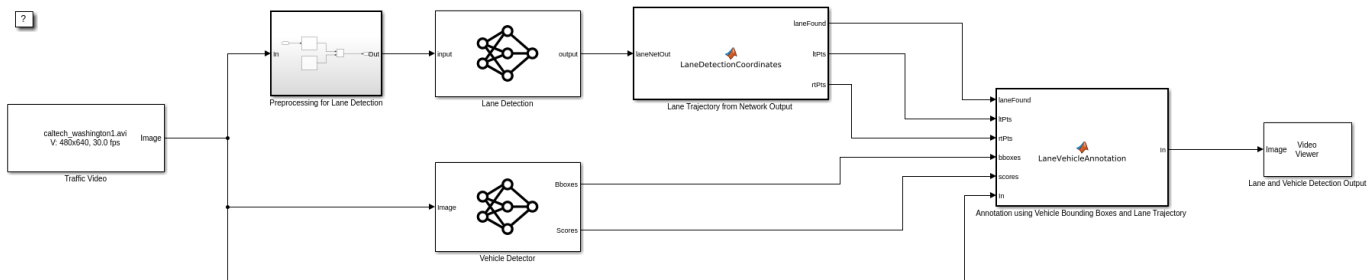 ?
caltech_washington1.avi
V: 480x640, 30.0 fps
Image
Traffic Video
In
Out
Preprocessing for Lane Detection
input
output
Lane Detection
laneNetOut
LaneDetectionCoordinates
laneFound
ltPts
rtPts
Lane Trajectory from Network Output
Image
Bboxes
Scores
Vehicle Detector
laneFound
ltPts
rtPts
bboxes
scores
In
LaneVehicleAnnotation
In
Annotation using Vehicle Bounding Boxes and Lane Trajectory
Image
Video
Viewer
Lane and Vehicle Detection Output